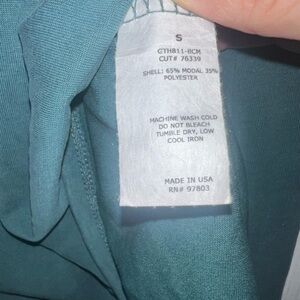 S
CTH811-BCM
CUT# 76339
SHELL: 65% MODAL 35%
POLYESTER
MACHINE WASH COLD
DO NOT BLEACH
TUMBLE DRY, LOW
COOL IRON
MADE IN USA
RN# 97803